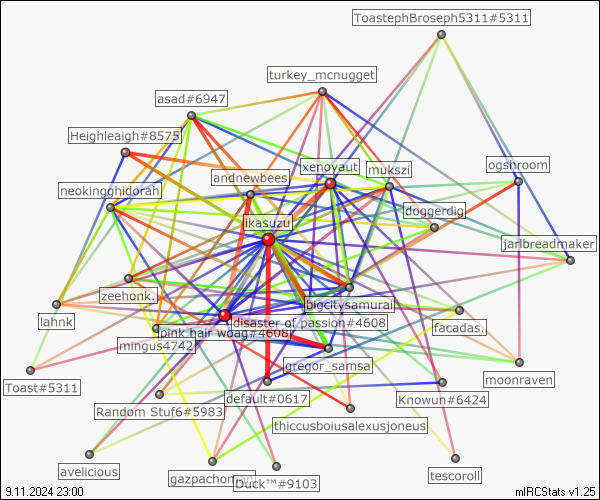 ToastephBroseph5311#5311
turkey_mcnugget
asad#6947
Heighleaigh#8575
xenoyaut
mukszi
ogshroom
andrewbees
neokingghidorah
doggerdig
ikasuzu
jarlbreadmaker
zeehonk.
bigcitysamurai
lahnk
disaster of passion#4608
facadas.
pink hair woag#4608
mingus4742
gregor_samsa
Toast#5311
moonraven
default#0617
Knowun#6424
Random Stuf6#5983
thiccusboiusalexusjoneus
avelicious
gazpachoman
Duck™#9103
tescoroll
9.11.2024 23:00
mIRCStats v1.25